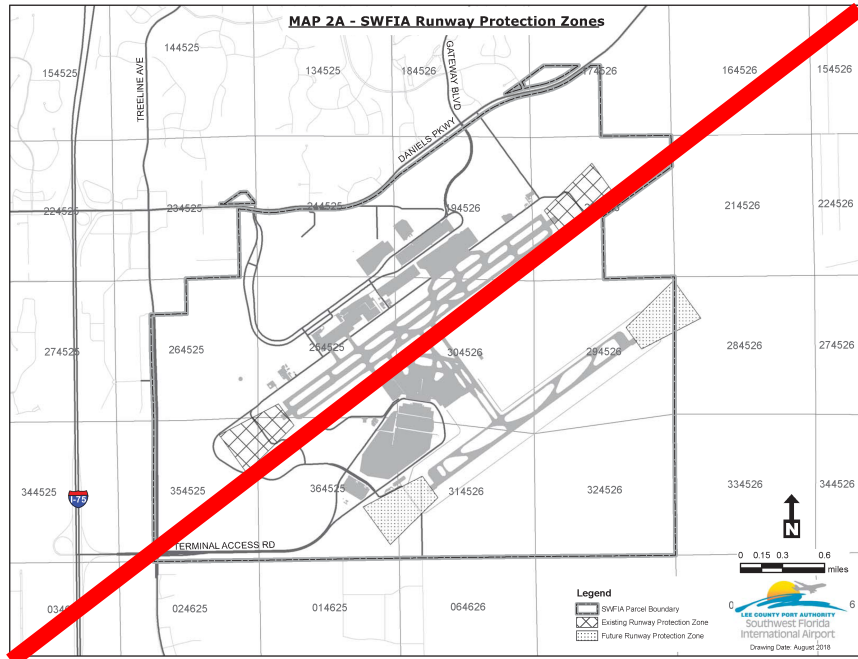 MAP 2A - SWFIA Runway Protection Zones
144525
154525
134525
184526
174526
164526
154526
TREELINE AVE
GATEWAY BLVD
DANIELS PKWY
224525
234525
244525
194526
214526
224526
274525
264525
254525
304526
294526
284526
274526
344525
I-75
354525
364525
314526
324526
334526
344526
N
TERMINAL ACCESS RD
0 0.15 0.3 0.6
miles
024625
014625
064626
Legend
SWFIA Parcel Boundary
Existing Runway Protection Zone
Future Runway Protection Zone
LEE COUNTY PORT AUTHORITY
Southwest Florida
International Airport
Drawing Date: August 2018